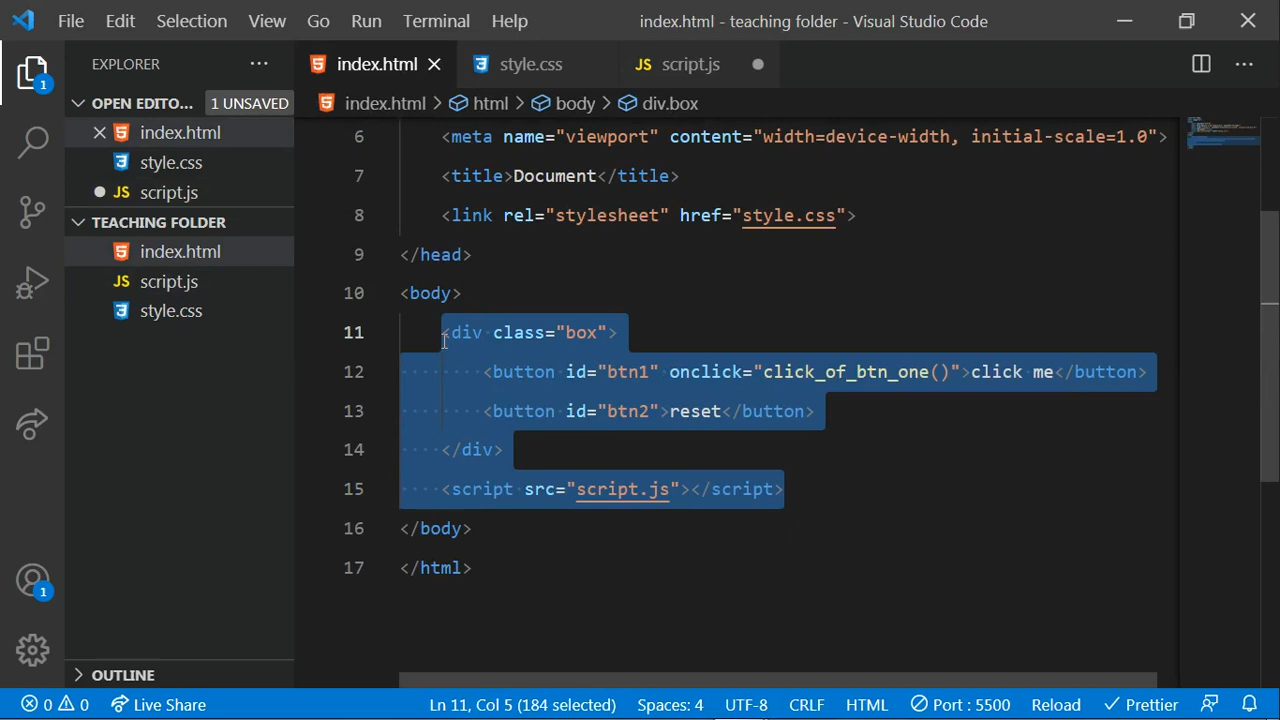 File Edit Selection View Go Run Terminal Help index.html - teaching folder - Visual Studio Code
EXPLORER
index.html style.css script.js
OPEN EDITO... 1 UNSAVED
index.html > html > body > div.box
index.html
style.css
script.js
TEACHING FOLDER
index.html
script.js
style.css
6 <meta name="viewport" content="width=device-width, initial-scale=1.0">
7 <title>Document</title>
8 <link rel="stylesheet" href="style.css">
9 </head>
10 <body>
11 <div class="box">
12 <button id="btn1" onclick="click_of_btn_one()">click me</button>
13 <button id="btn2">reset</button>
14 </div>
15 <script src="script.js"></script>
16 </body>
17 </html>
1
1
OUTLINE
0 0 Live Share Ln 11, Col 5 (184 selected) Spaces: 4 UTF-8 CRLF HTML Port : 5500 Reload Prettier